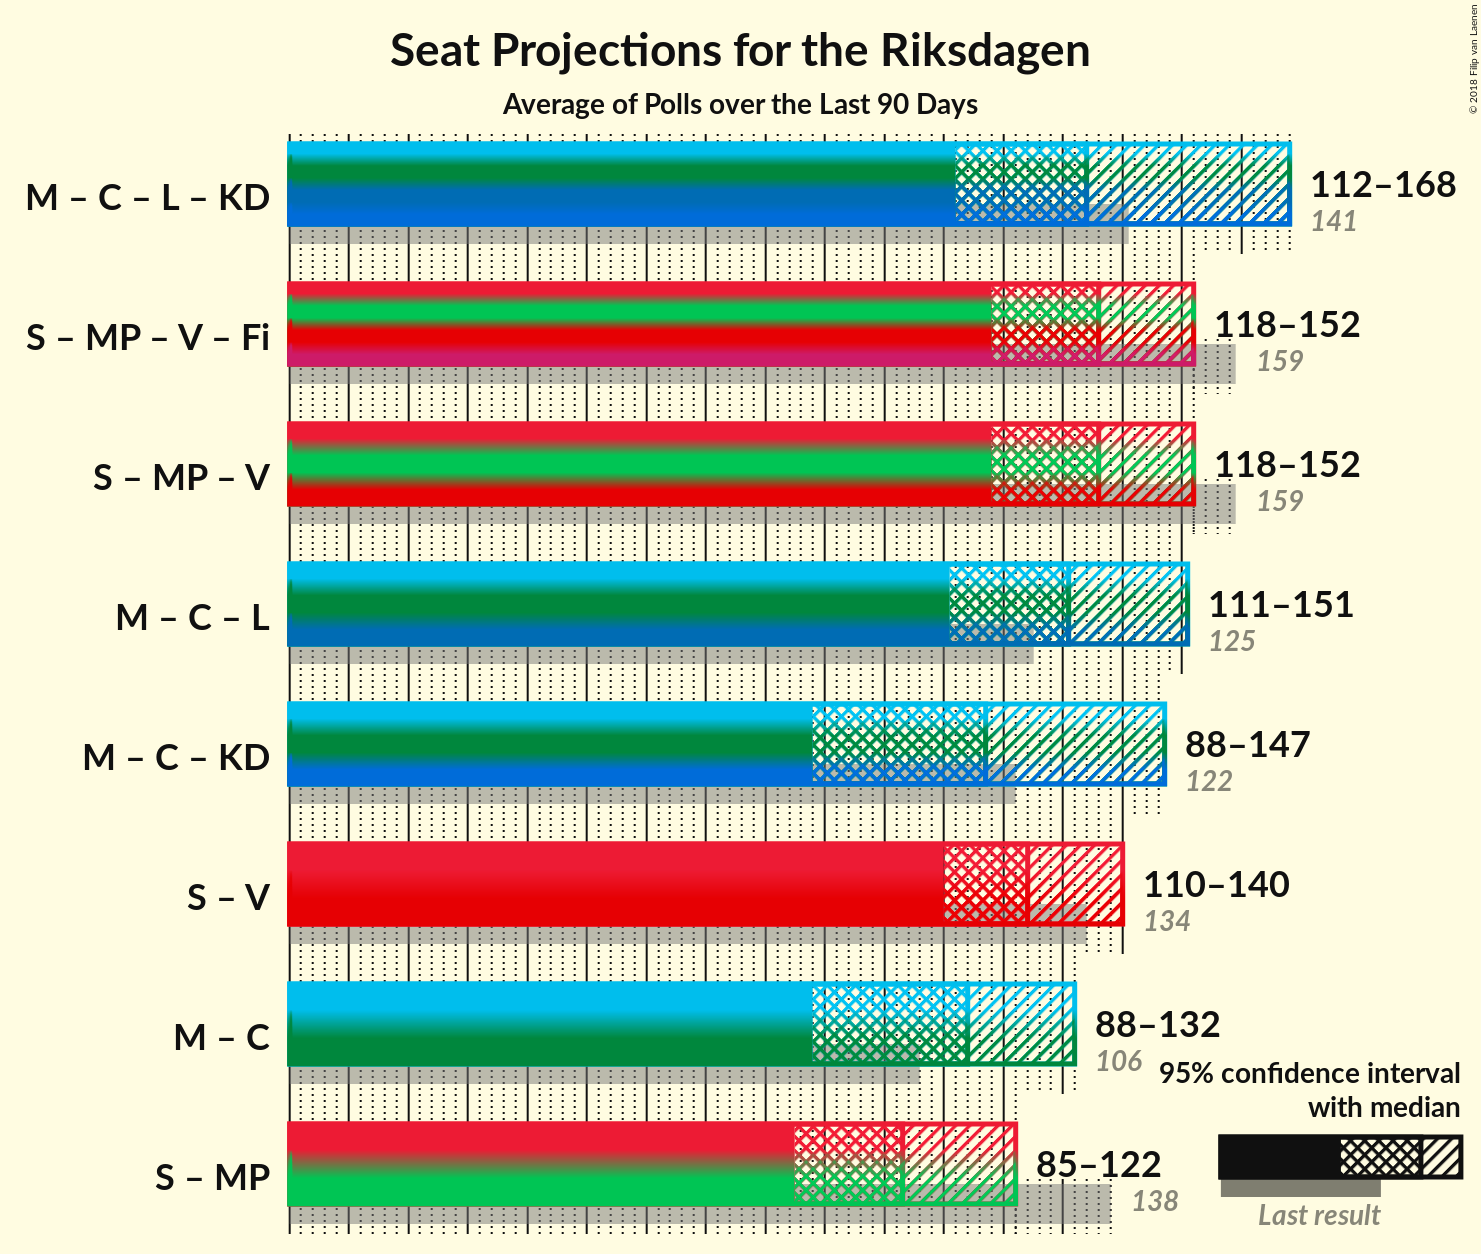 Seat Projections for the Riksdagen
Average of Polls over the Last 90 Days
© 2018 Filip van Laenen
M – C – L – KD
112–168
141
S – MP – V – Fi
118–152
159
S – MP – V
118–152
159
M – C – L
111–151
125
M – C – KD
88–147
122
S – V
110–140
134
M – C
88–132
106
S – MP
85–122
138
95% confidence interval
with median
Last result